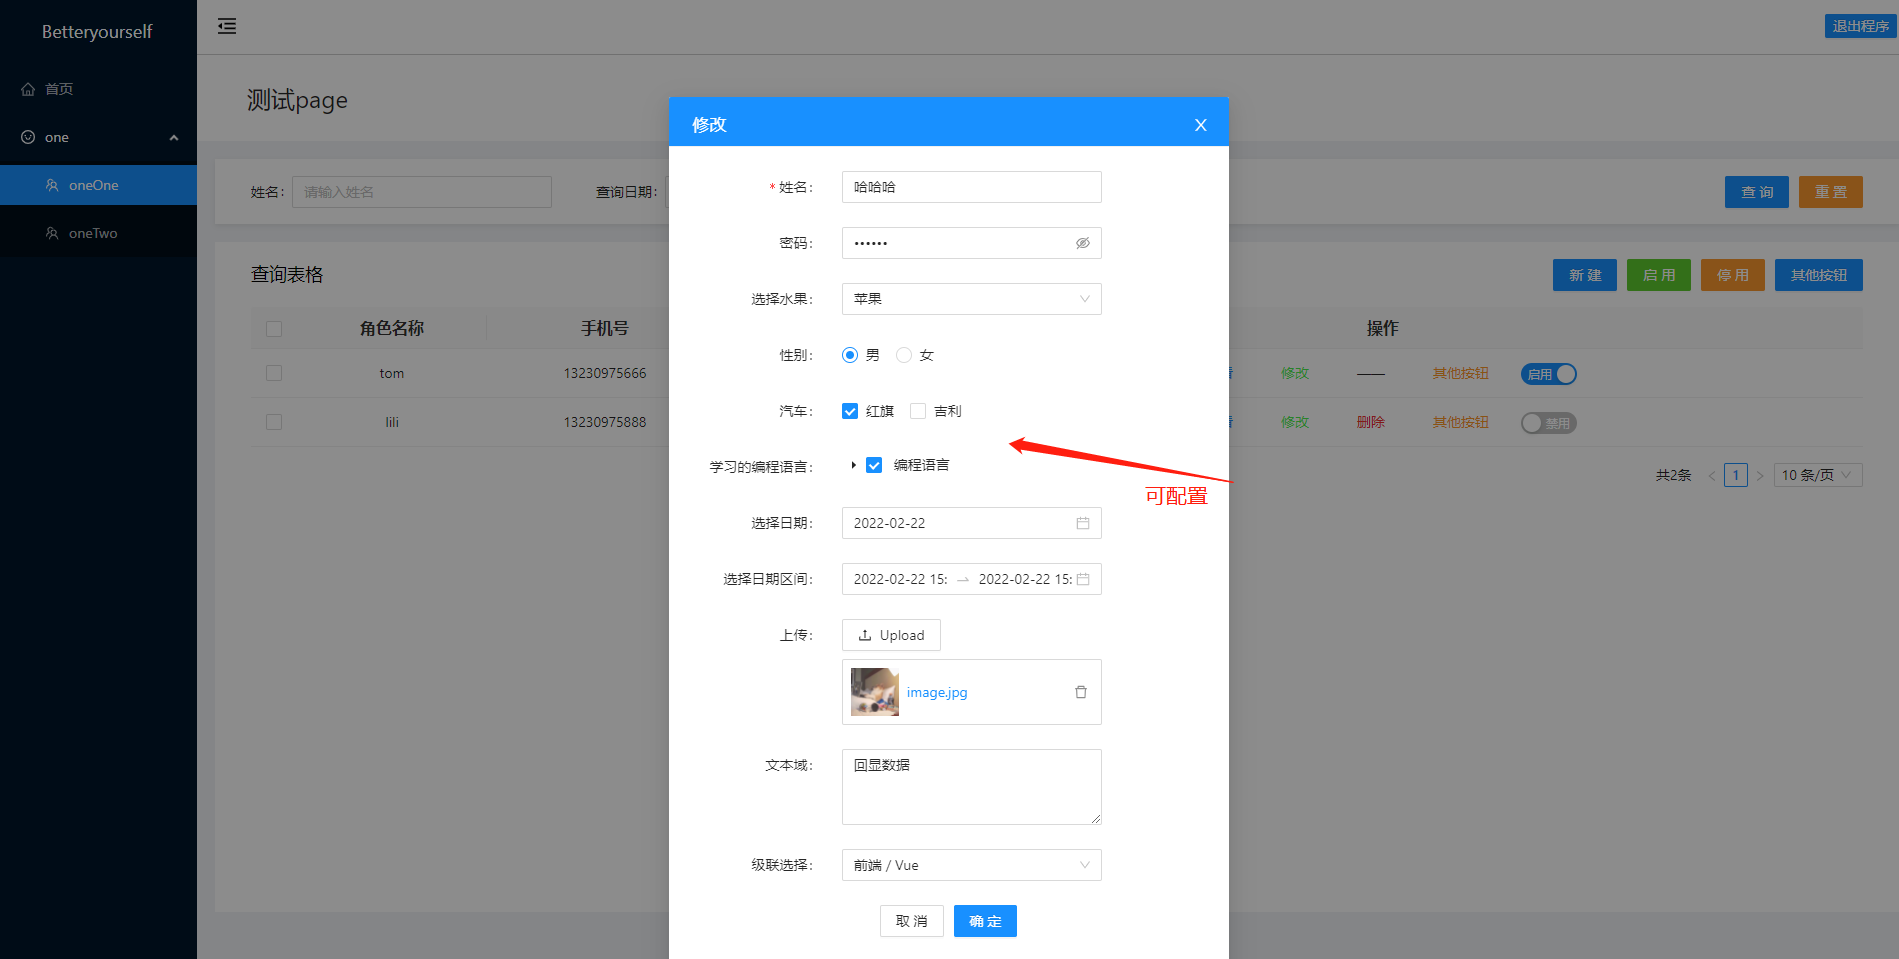 Betteryourself
退出程序
首页
one
oneOne
oneTwo
测试page
姓名：
请输入姓名
查询日期：
查 询
重 置
查询表格
新 建
启 用
停 用
其他按钮
角色名称
手机号
操作
tom
13230975666
修改
——
其他按钮
启用
lili
13230975888
修改
删除
其他按钮
禁用
共2条
1
10 条/页
修改
* 姓名：
哈哈哈
密码：
••••••
选择水果：
苹果
性别：
男
女
汽车：
红旗
吉利
学习的编程语言：
编程语言
可配置
选择日期：
2022-02-22
选择日期区间：
2022-02-22 15:
2022-02-22 15:
上传：
Upload
image.jpg
文本域：
回显数据
级联选择：
前端 / Vue
取 消
确 定